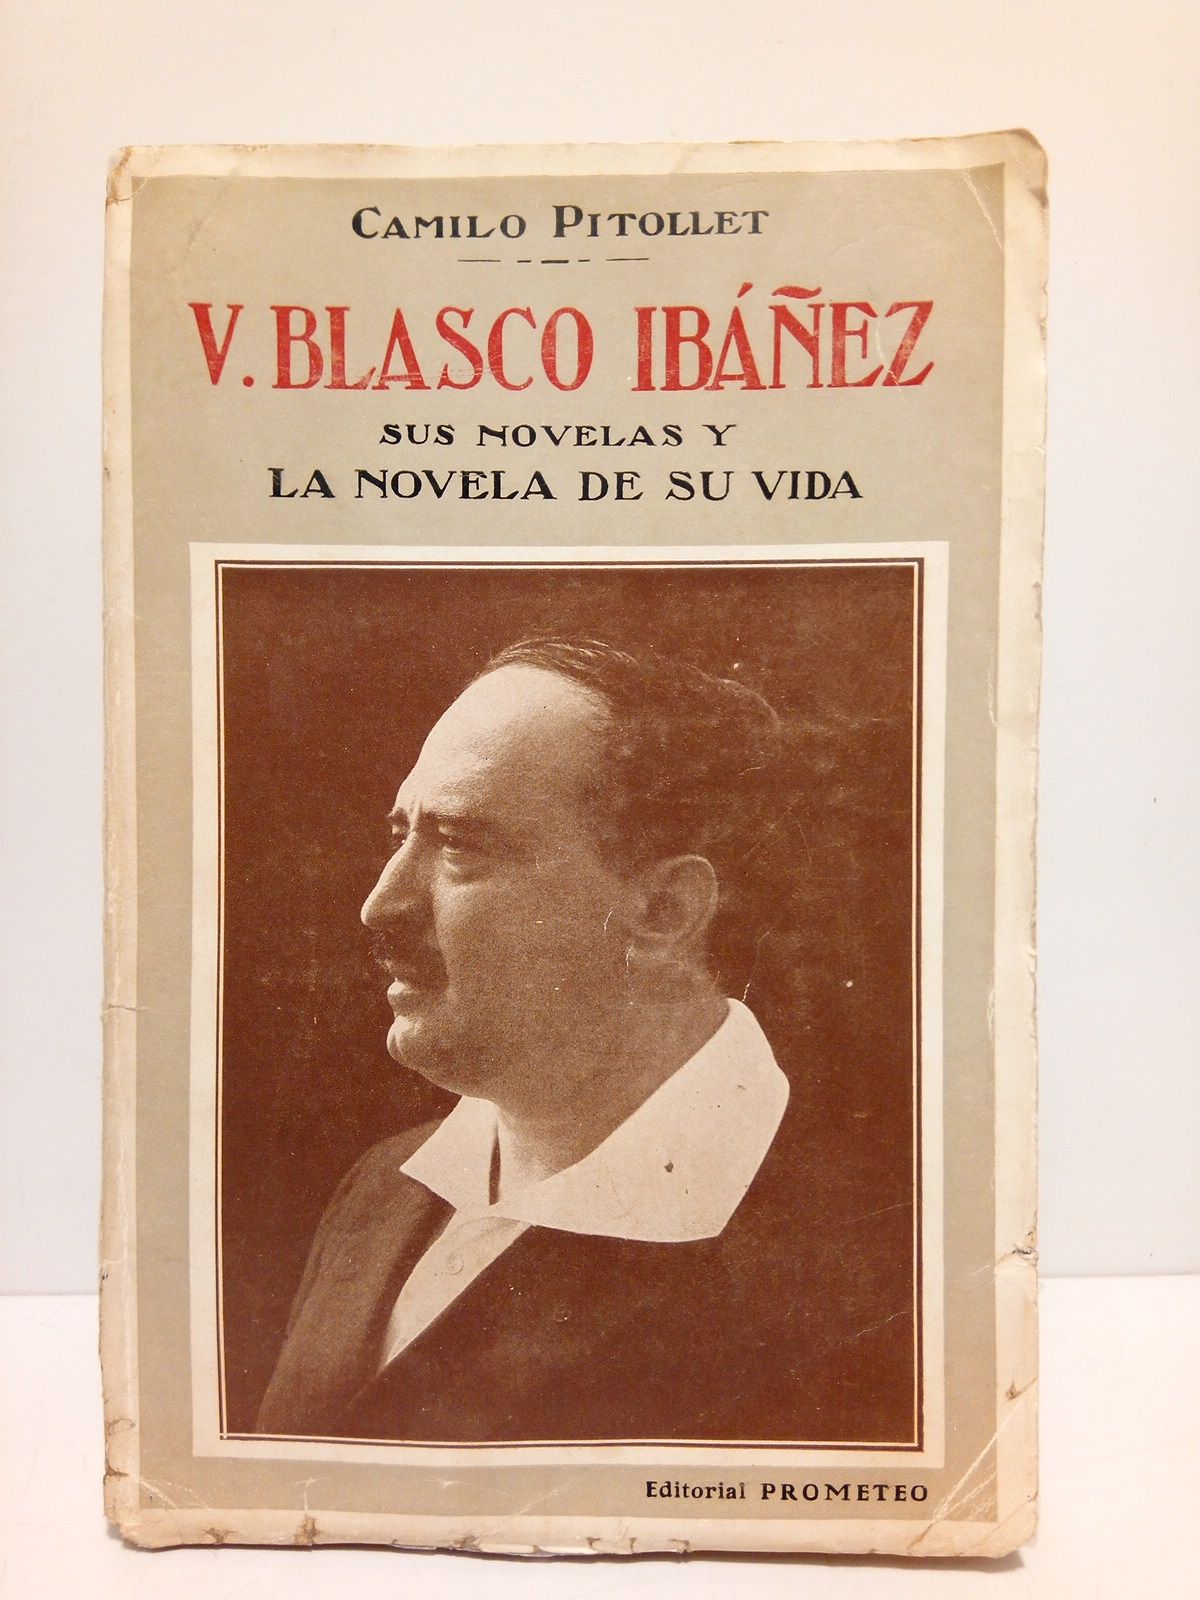 CAMILO PITOLLET
V. BLASCO IBÁÑEZ
SUS NOVELAS Y
LA NOVELA DE SU VIDA
Editorial PROMETEO